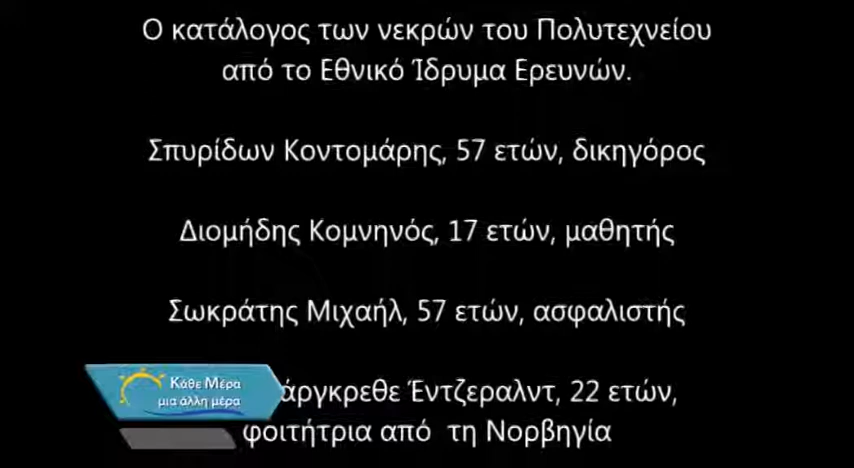 Ο κατάλογος των νεκρών του Πολυτεχνείου
από το Εθνικό Ίδρυμα Ερευνών.
Σπυρίδων Κοντομάρης, 57 ετών, δικηγόρος
Διομήδης Κομνηνός, 17 ετών, μαθητής
Σωκράτης Μιχαήλ, 57 ετών, ασφαλιστής
Έντζεραλντ, 22 ετών,
φοιτήτρια από τη Νορβηγία
Κάθε Μέρα
μια άλλη μέρα